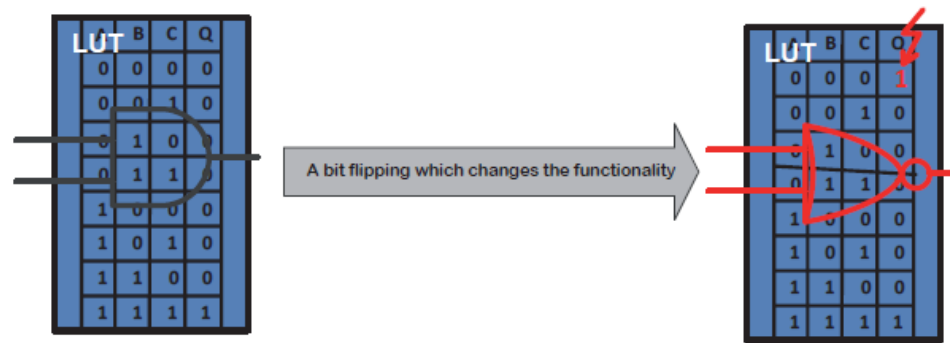 LUT
A B C Q
0 0 0 0
0 0 1 0
0 1 0 0
0 1 1 0
1 0 0 0
1 0 1 0
1 1 0 0
1 1 1 1
A bit flipping which changes the functionality
LUT
A B C Q
0 0 0 1
0 0 1 0
0 1 0 0
0 1 1 0
1 0 0 0
1 0 1 0
1 1 0 0
1 1 1 1